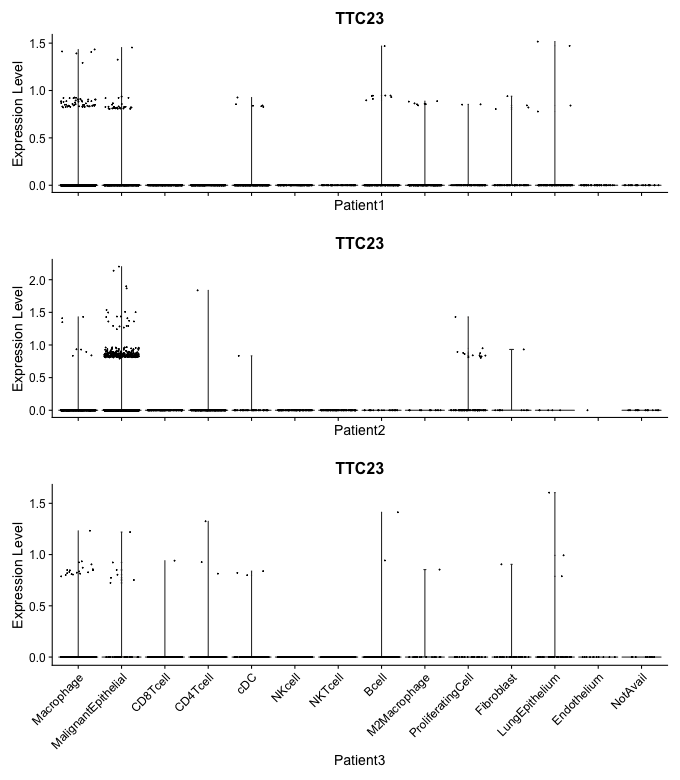 TTC23
Expression Level
1.5
1.0
0.5
0.0
Patient1
TTC23
Expression Level
2.0
1.5
1.0
0.5
0.0
Patient2
TTC23
Expression Level
1.5
1.0
0.5
0.0
Macrophage
MalignantEpithelial
CD8Tcell
CD4Tcell
cDC
NKcell
NKTcell
Bcell
M2Macrophage
ProliferatingCell
Fibroblast
LungEpithelium
Endothelium
NotAvail
Patient3